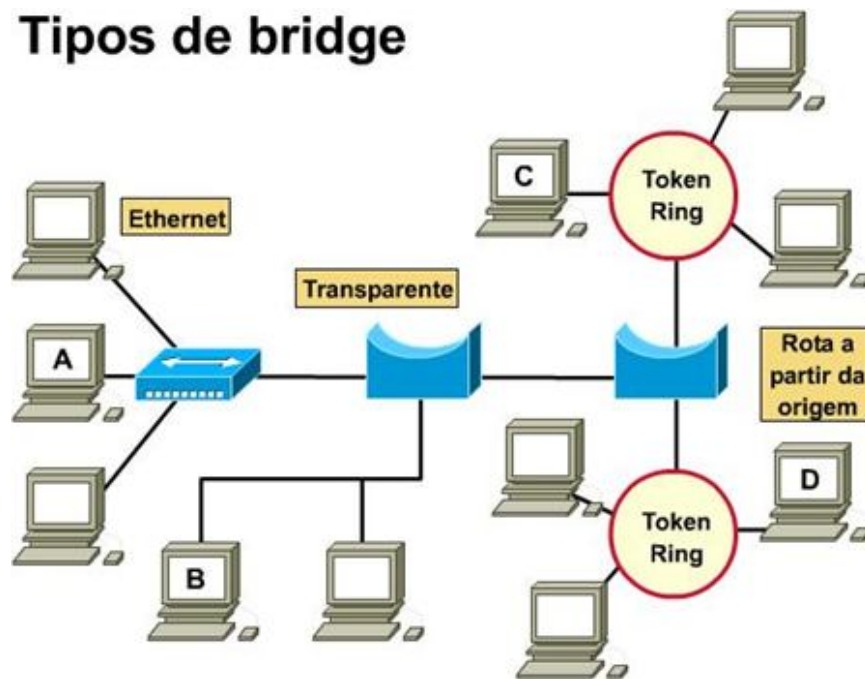 Tipos de bridge
Ethernet
A
Transparente
B
C
Token
Ring
Rota a
partir da
origem
D
Token
Ring